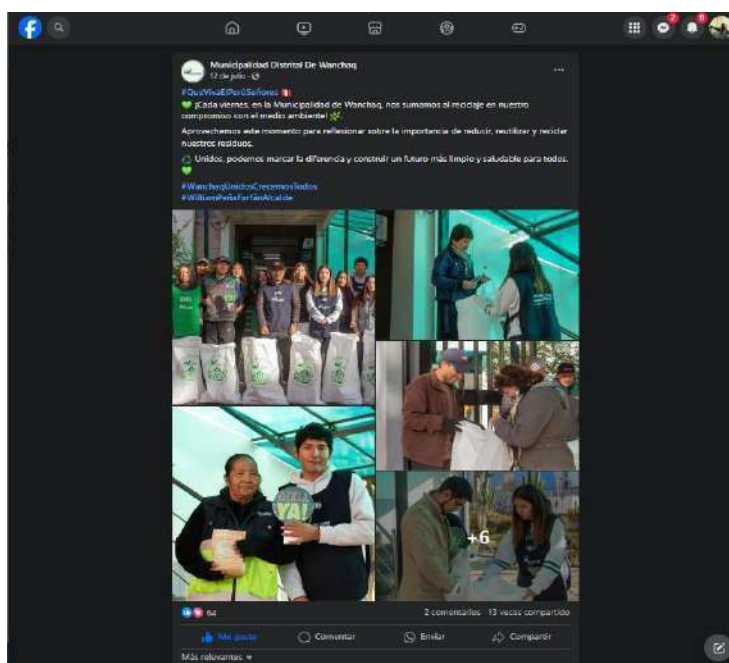 2
Municipalidad Distrital De Wanchaq
12 de julio
#QueVivaElPerúSeñores
¡Cada viernes, en la Municipalidad de Wanchaq, nos sumamos al reciclaje en nuestro
compromiso con el medio ambiente!
Aprovechemos este momento para reflexionar sobre la importancia de reducir, reutilizar y reciclar
nuestros residuos.
Unidos, podemos marcar la diferencia y construir un futuro más limpio y saludable para todos.
#WanchaqUnidosCrecemosTodos
#WilliamPeñaFarfánAlcalde
YA!
+6
2 comentarios 13 veces compartido
Me gusta Comentar Enviar Compartir
Más relevantes